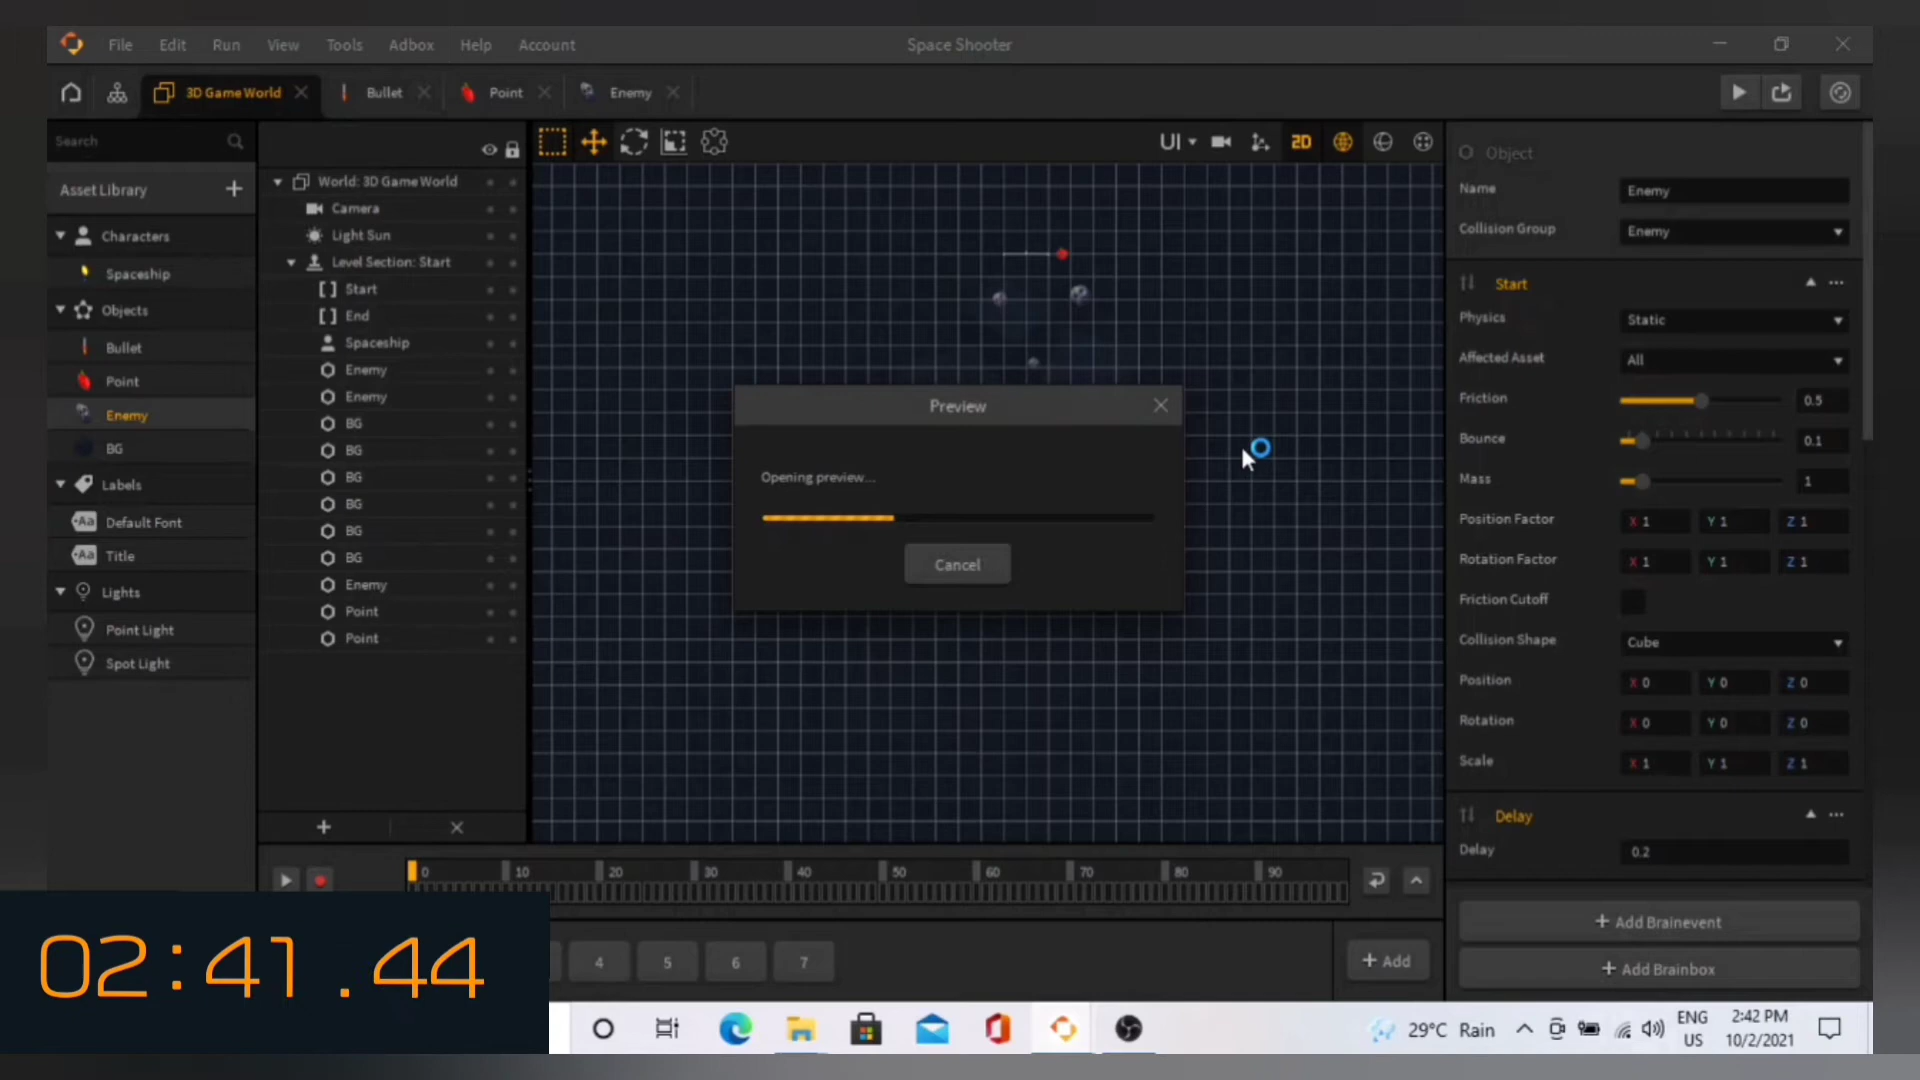 File Edit Run View Tools Adbox Help Account
Space Shooter
3D Game World Bullet Point Enemy
Search
Asset Library
Characters
Spaceship
Objects
Bullet
Point
Enemy
BG
Labels
Aa Default Font
Aa Title
Lights
Point Light
Spot Light
World: 3D Game World
Camera
Light Sun
Level Section: Start
Start
End
Spaceship
Enemy
Enemy
BG
BG
BG
BG
BG
BG
Enemy
Point
Point
UI 2D
Preview
Opening preview...
Cancel
Object
Name Enemy
Collision Group Enemy
Start
Physics Static
Affected Asset All
Friction 0.5
Bounce 0.1
Mass 1
Position Factor X 1 Y 1 Z 1
Rotation Factor X 1 Y 1 Z 1
Friction Cutoff
Collision Shape Cube
Position X 0 Y 0 Z 0
Rotation X 0 Y 0 Z 0
Scale X 1 Y 1 Z 1
Delay
Delay 0.2
+ Add Brainevent
+ Add Brainbox
0 10 20 30 40 50 60 70 80 90
4 5 6 7
+ Add
02:41.44
29°C Rain
ENG
US
2:42 PM
10/2/2021